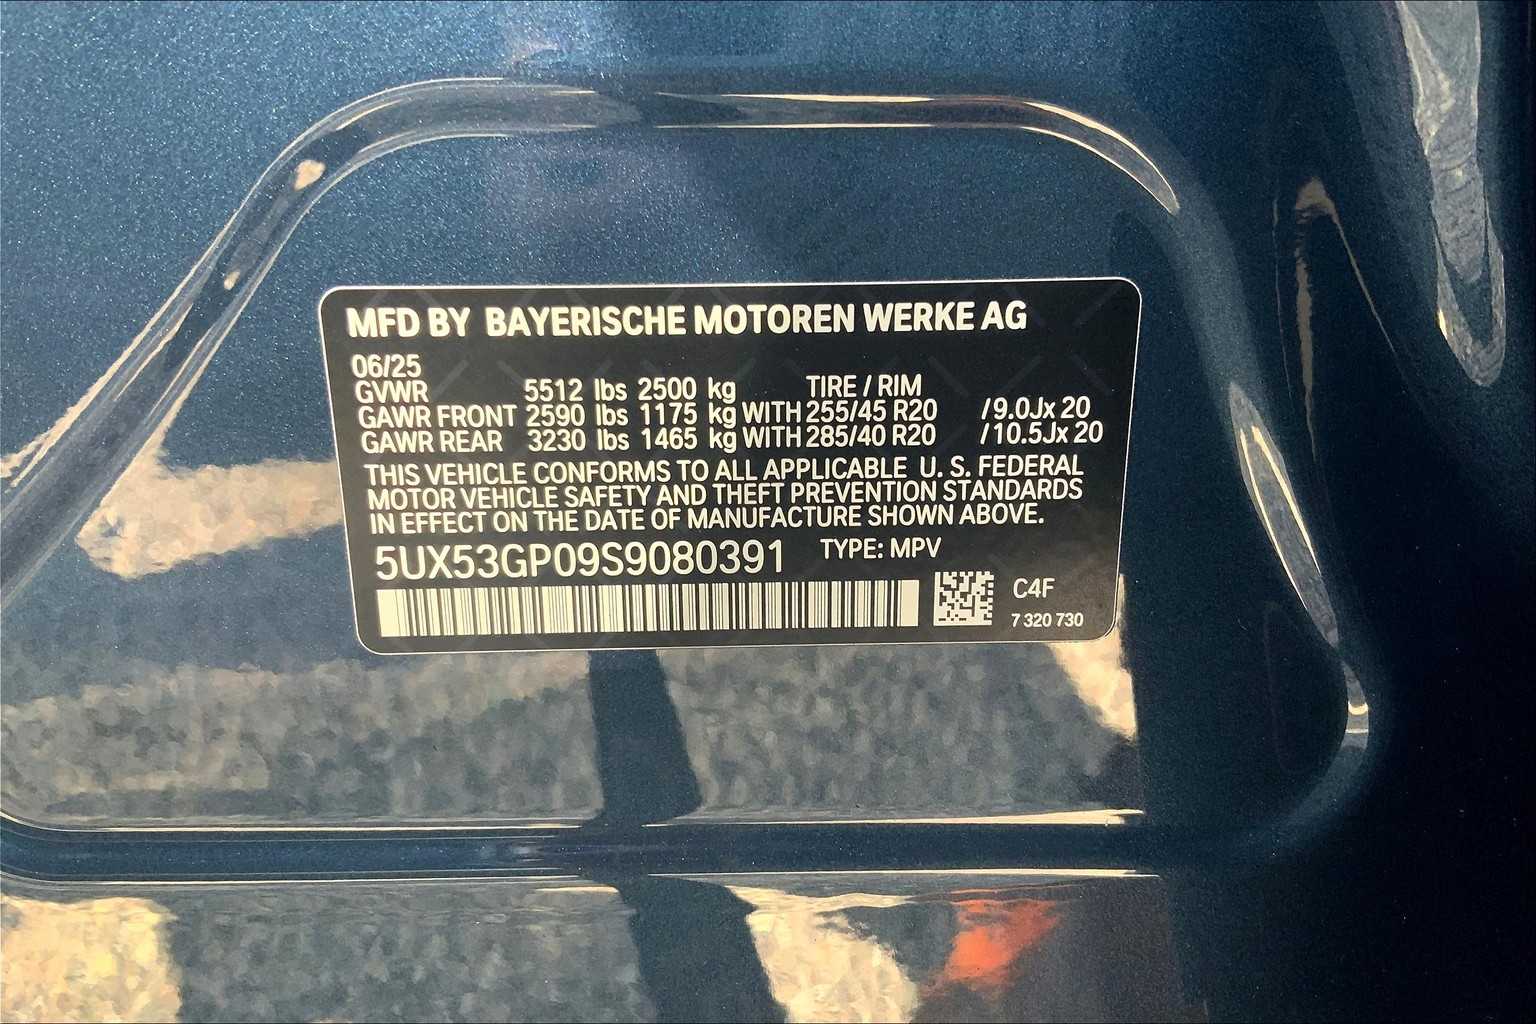 MFD BY BAYERISCHE MOTOREN WERKE AG
06/25
GVWR 5512 lbs 2500 kg TIRE / RIM
GAWR FRONT 2590 lbs 1175 kg WITH 255/45 R20 /9.0Jx 20
GAWR REAR 3230 lbs 1465 kg WITH 285/40 R20 /10.5Jx 20
THIS VEHICLE CONFORMS TO ALL APPLICABLE U. S. FEDERAL
MOTOR VEHICLE SAFETY AND THEFT PREVENTION STANDARDS
IN EFFECT ON THE DATE OF MANUFACTURE SHOWN ABOVE.
5UX53GP09S9080391 TYPE: MPV
C4F
7 320 730